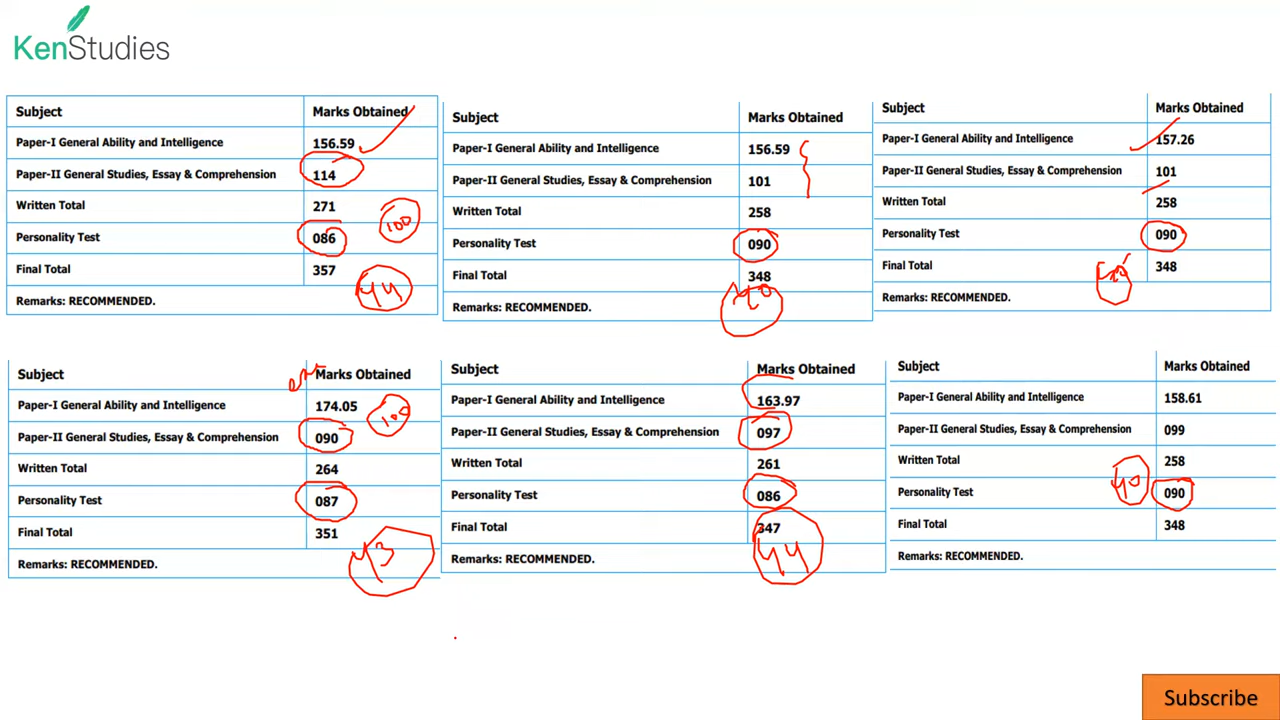 KenStudies
Subject Marks Obtained
Paper-I General Ability and Intelligence 156.59
Paper-II General Studies, Essay & Comprehension 114
Written Total 271
100
Personality Test 086
Final Total 357
44
Remarks: RECOMMENDED.
Subject Marks Obtained
Paper-I General Ability and Intelligence 156.59
Paper-II General Studies, Essay & Comprehension 101
Written Total 258
Personality Test 090
Final Total 348
Remarks: RECOMMENDED.
90
Subject Marks Obtained
Paper-I General Ability and Intelligence 157.26
Paper-II General Studies, Essay & Comprehension 101
Written Total 258
Personality Test 090
Final Total 348
Remarks: RECOMMENDED.
Subject Marks Obtained
Paper-I General Ability and Intelligence 174.05
100
Paper-II General Studies, Essay & Comprehension 090
Written Total 264
Personality Test 087
Final Total 351
Remarks: RECOMMENDED.
43
Subject Marks Obtained
Paper-I General Ability and Intelligence 163.97
Paper-II General Studies, Essay & Comprehension 097
Written Total 261
Personality Test 086
Final Total 347
Remarks: RECOMMENDED.
44
Subject Marks Obtained
Paper-I General Ability and Intelligence 158.61
Paper-II General Studies, Essay & Comprehension 099
Written Total 258
40
Personality Test 090
Final Total 348
Remarks: RECOMMENDED.
Subscribe